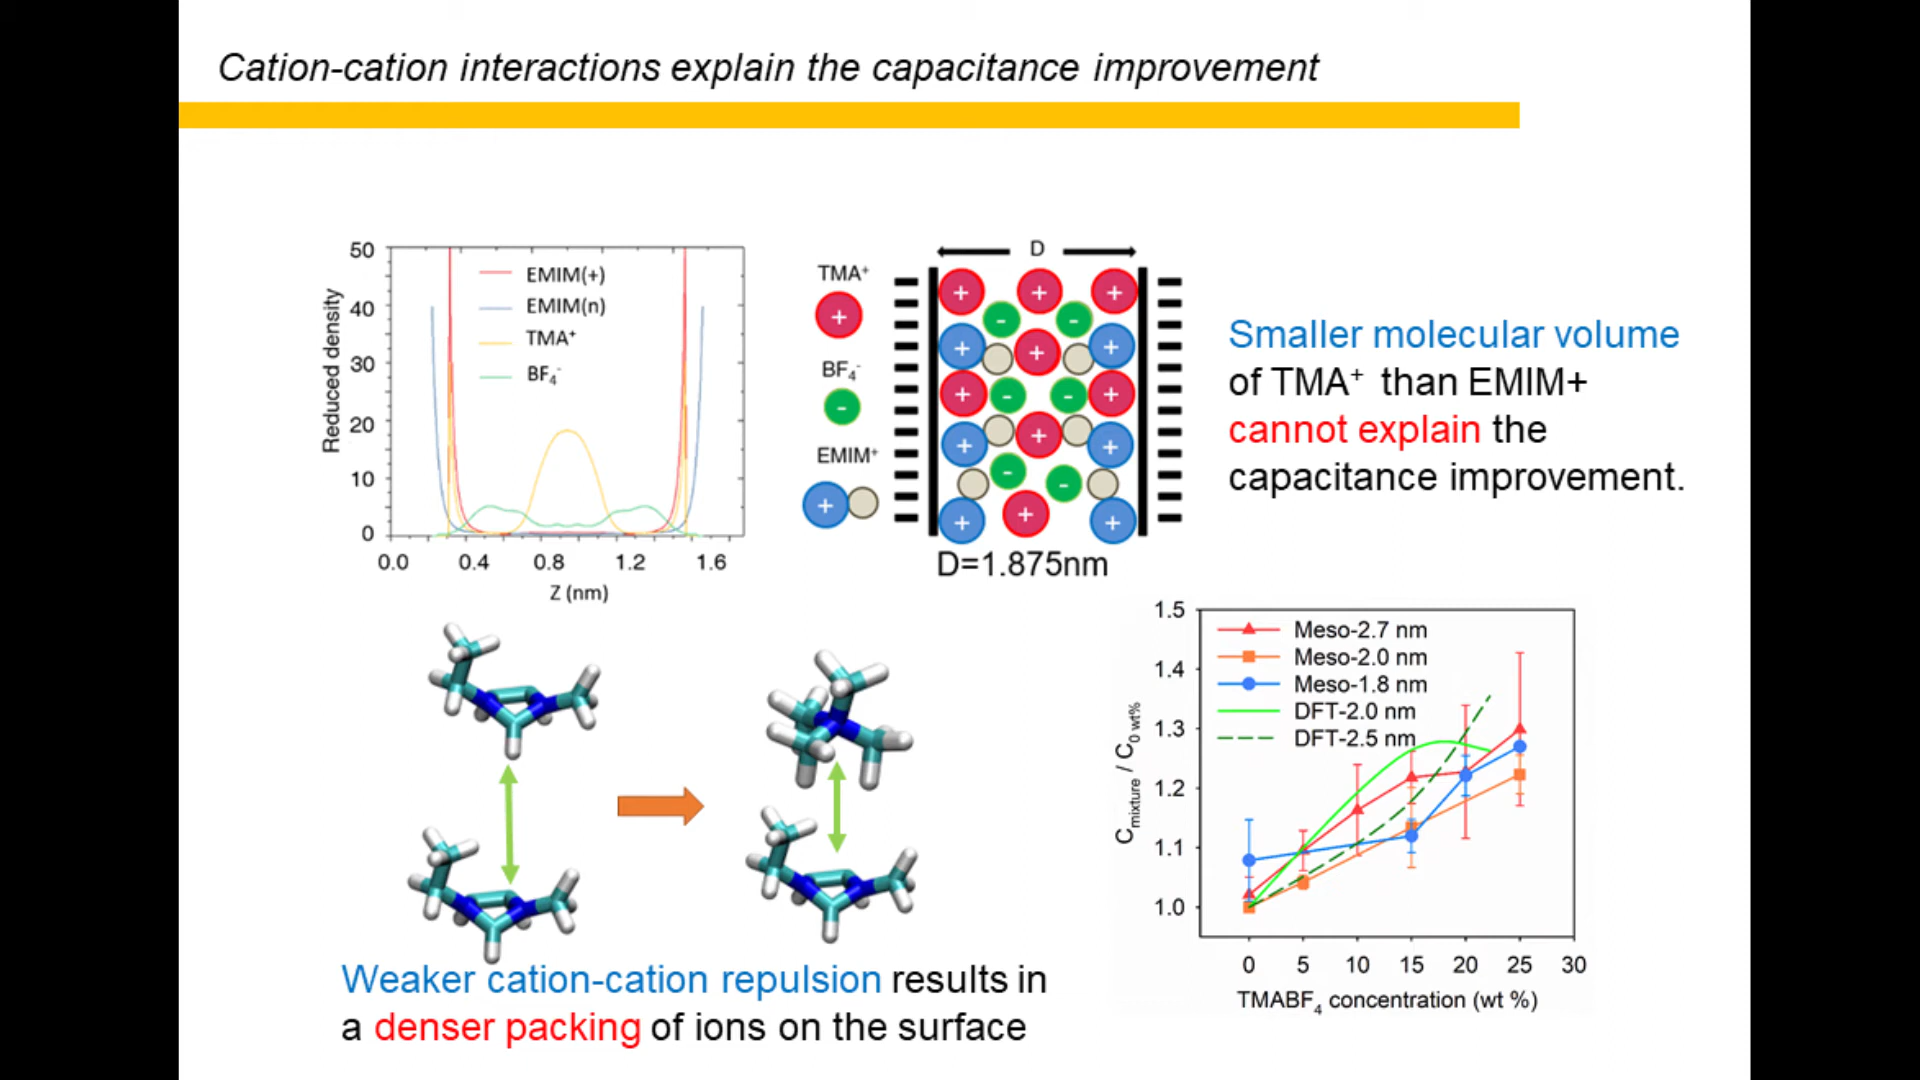 Cation-cation interactions explain the capacitance improvement
50
40
30
20
10
0
Reduced density
EMIM(+)
EMIM(n)
TMA⁺
BF₄⁻
0.0 0.4 0.8 1.2 1.6
Z (nm)
TMA⁺
+
BF₄⁻
-
EMIM⁺
+
D
+ + +
- -
+ + +
+ - - +
+ + +
- -
+ + +
D=1.875nm
Smaller molecular volume
of TMA⁺ than EMIM+
cannot explain the
capacitance improvement.
Weaker cation-cation repulsion results in
a denser packing of ions on the surface
1.5
1.4
1.3
1.2
1.1
1.0
C mixture / C 0 wt%
Meso-2.7 nm
Meso-2.0 nm
Meso-1.8 nm
DFT-2.0 nm
DFT-2.5 nm
0 5 10 15 20 25 30
TMABF₄ concentration (wt %)